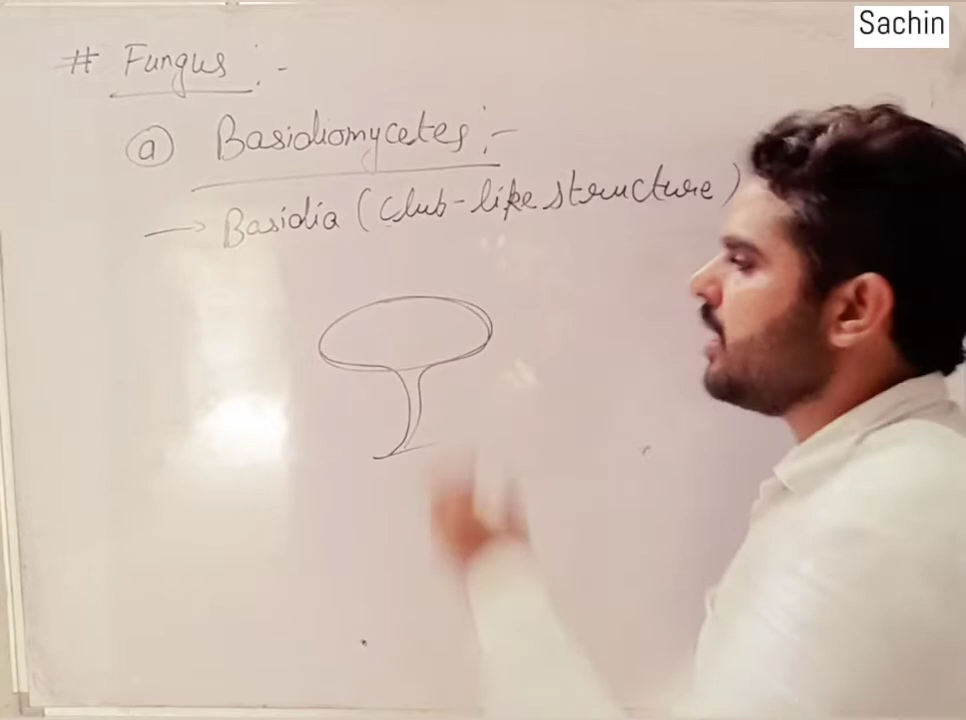 Sachin
# Fungus :-
(a) Basidiomycetes :-
→ Basidia (club-like structure)